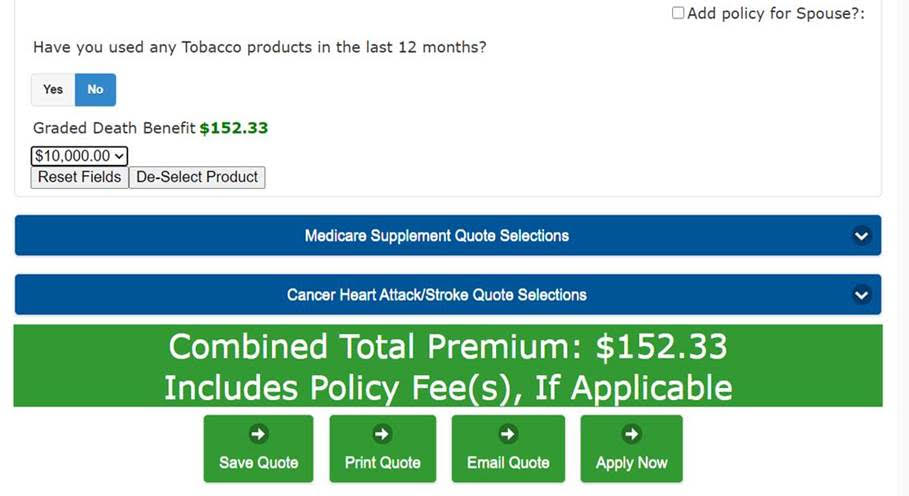 Add policy for Spouse?:
Have you used any Tobacco products in the last 12 months?
Yes No
Graded Death Benefit $152.33
$10,000.00
Reset Fields De-Select Product
Medicare Supplement Quote Selections
Cancer Heart Attack/Stroke Quote Selections
Combined Total Premium: $152.33
Includes Policy Fee(s), If Applicable
Save Quote Print Quote Email Quote Apply Now